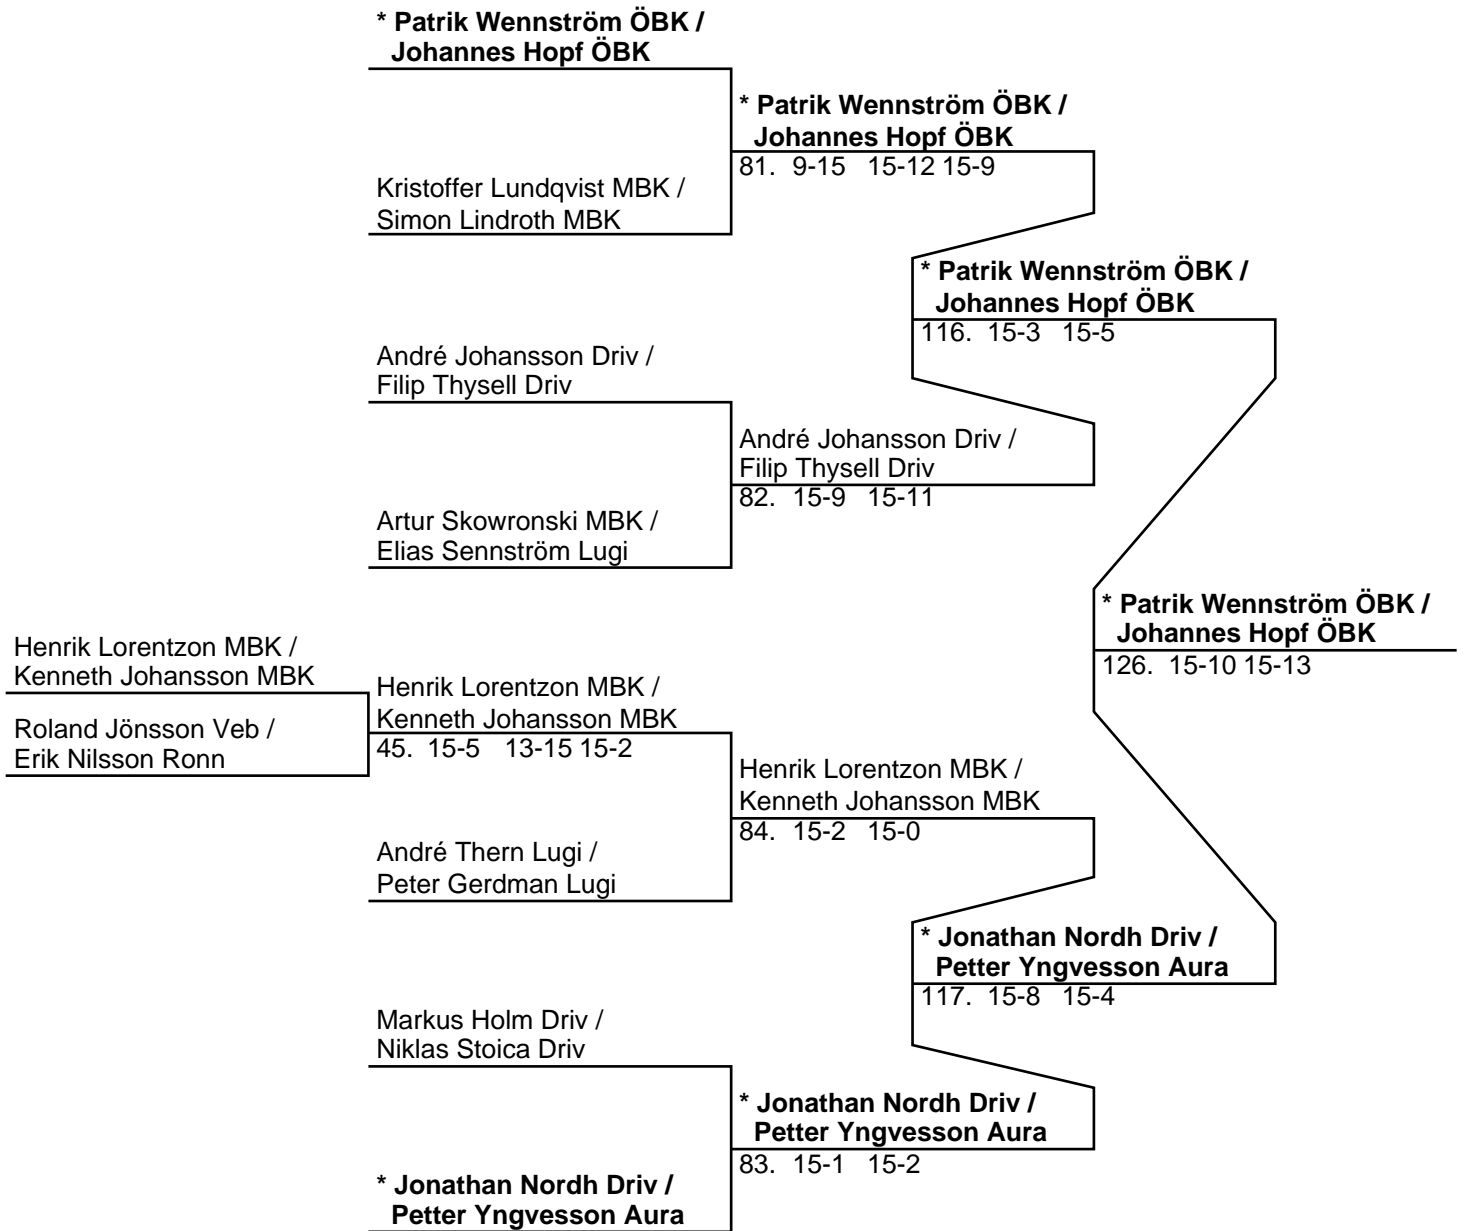 * Patrik Wennström ÖBK /
Johannes Hopf ÖBK
* Patrik Wennström ÖBK /
Johannes Hopf ÖBK
81. 9-15 15-12 15-9
Kristoffer Lundqvist MBK /
Simon Lindroth MBK
* Patrik Wennström ÖBK /
Johannes Hopf ÖBK
116. 15-3 15-5
André Johansson Driv /
Filip Thysell Driv
André Johansson Driv /
Filip Thysell Driv
82. 15-9 15-11
Artur Skowronski MBK /
Elias Sennström Lugi
* Patrik Wennström ÖBK /
Johannes Hopf ÖBK
126. 15-10 15-13
Henrik Lorentzon MBK /
Kenneth Johansson MBK
Henrik Lorentzon MBK /
Kenneth Johansson MBK
45. 15-5 13-15 15-2
Roland Jönsson Veb /
Erik Nilsson Ronn
Henrik Lorentzon MBK /
Kenneth Johansson MBK
84. 15-2 15-0
André Thern Lugi /
Peter Gerdman Lugi
* Jonathan Nordh Driv /
Petter Yngvesson Aura
117. 15-8 15-4
Markus Holm Driv /
Niklas Stoica Driv
* Jonathan Nordh Driv /
Petter Yngvesson Aura
83. 15-1 15-2
* Jonathan Nordh Driv /
Petter Yngvesson Aura